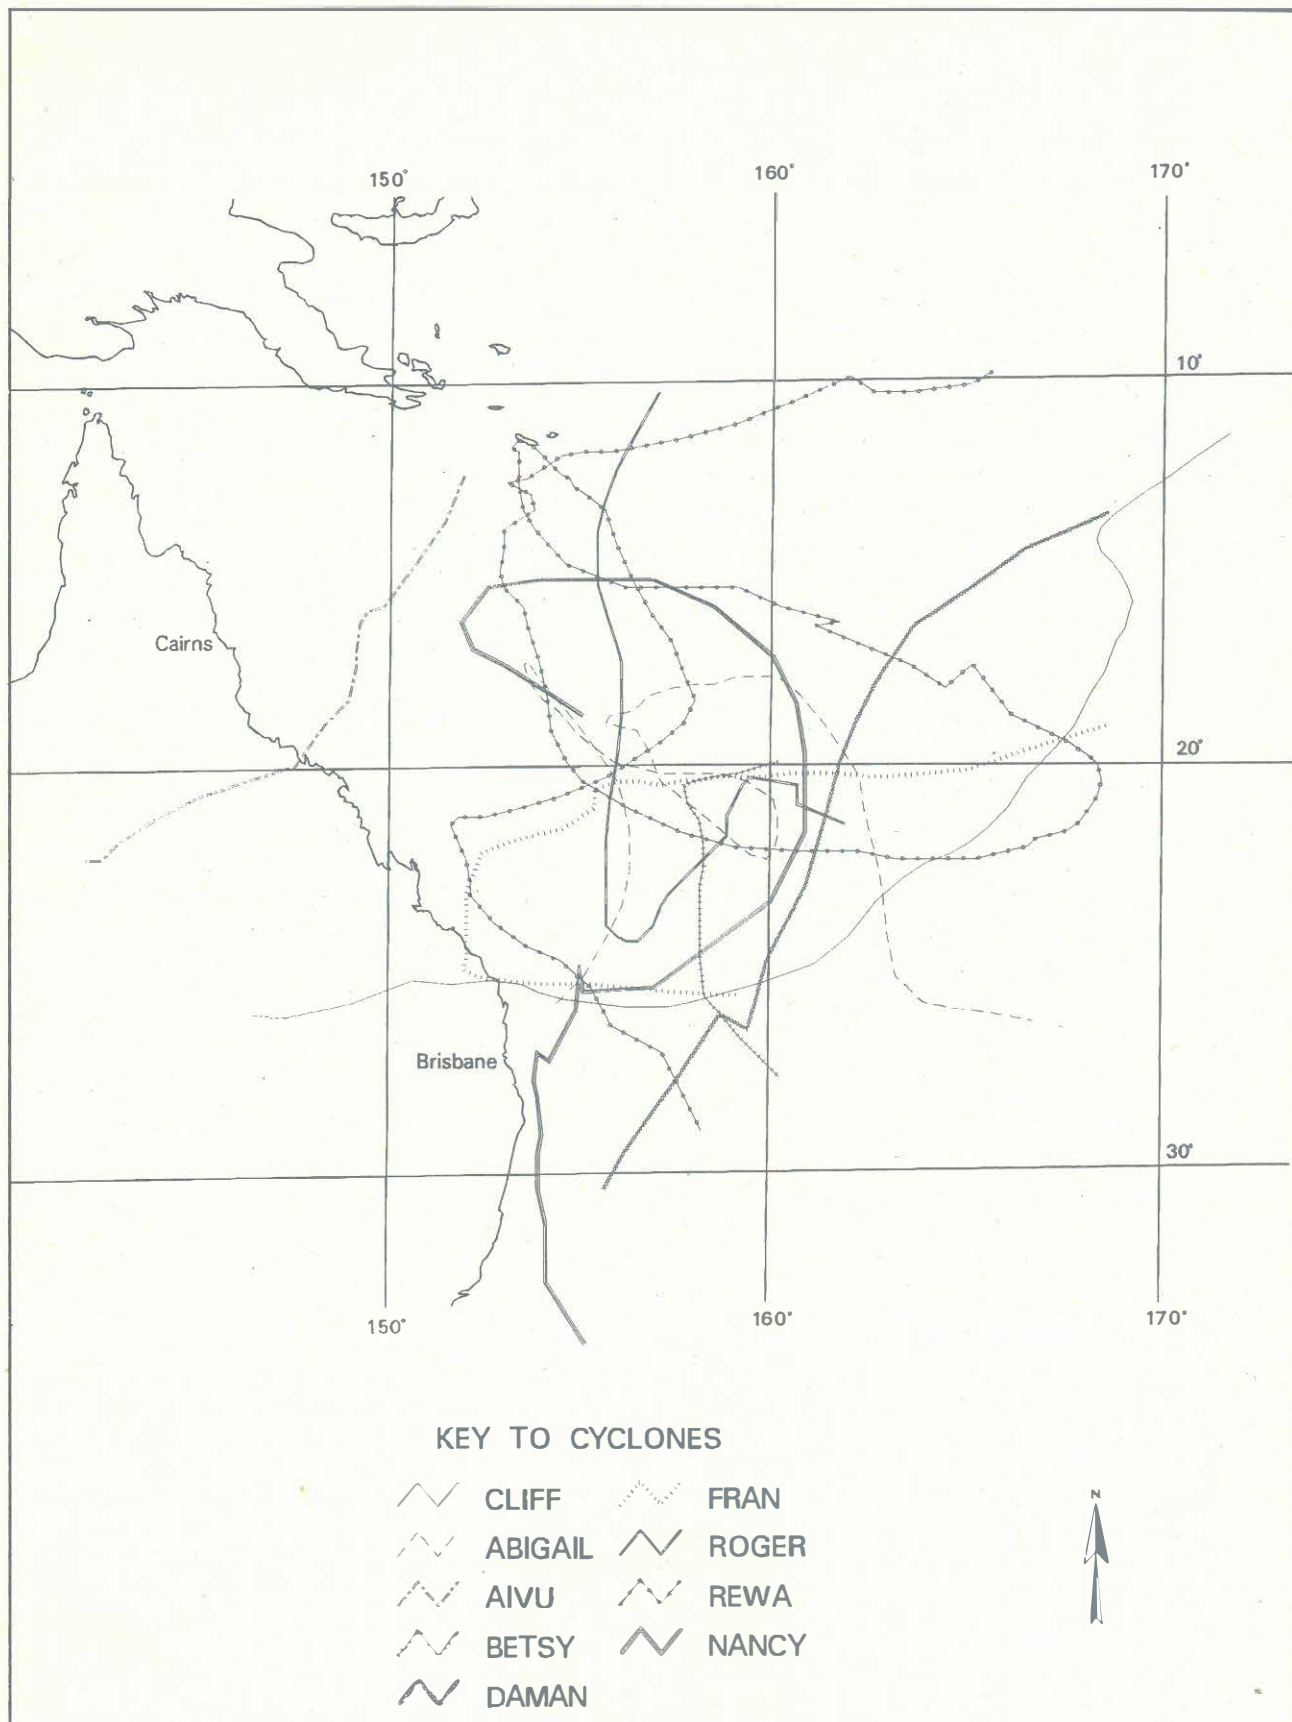 150°
160°
170°
10°
Cairns
20°
Brisbane
30°
150°
160°
170°
KEY TO CYCLONES
CLIFF
FRAN
ABIGAIL
ROGER
AIVU
REWA
BETSY
NANCY
DAMAN
N